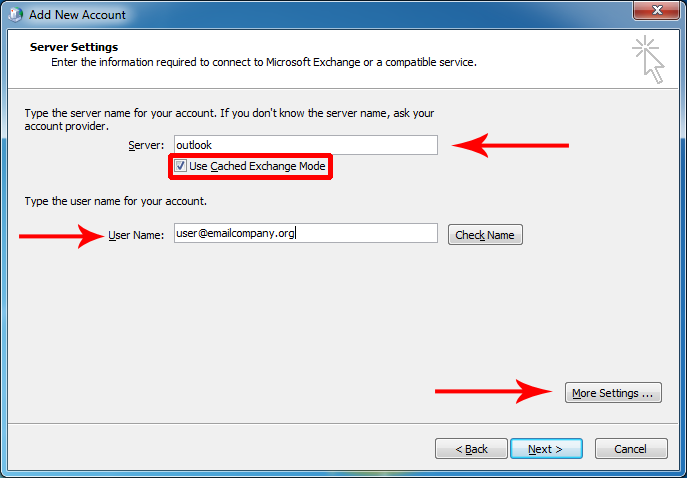 Add New Account
Server Settings
Enter the information required to connect to Microsoft Exchange or a compatible service.
Type the server name for your account. If you don't know the server name, ask your
account provider.
Server: outlook
Use Cached Exchange Mode
Type the user name for your account.
User Name: user@emailcompany.org Check Name
More Settings ...
< Back Next > Cancel